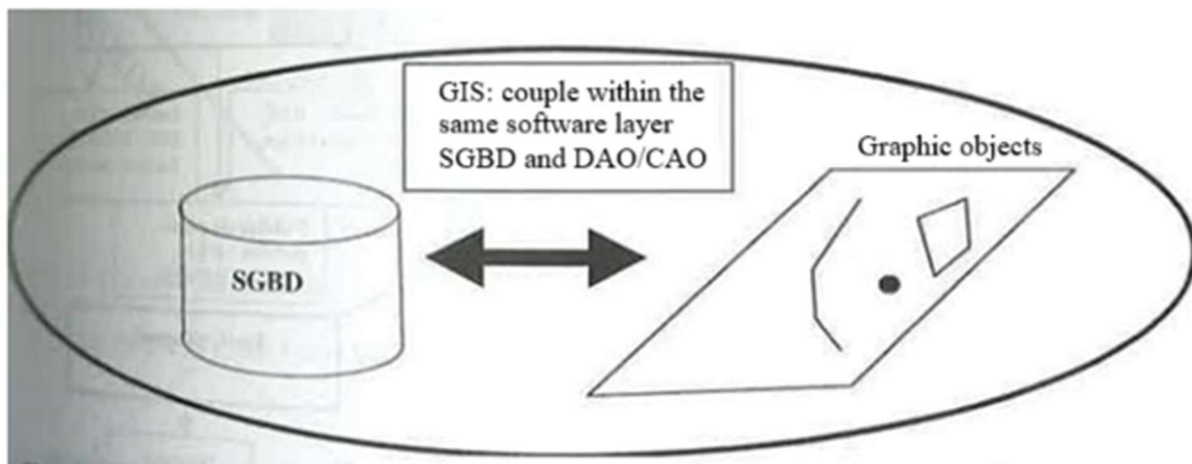 GIS: couple within the
same software layer
SGBD and DAO/CAO
Graphic objects
SGBD